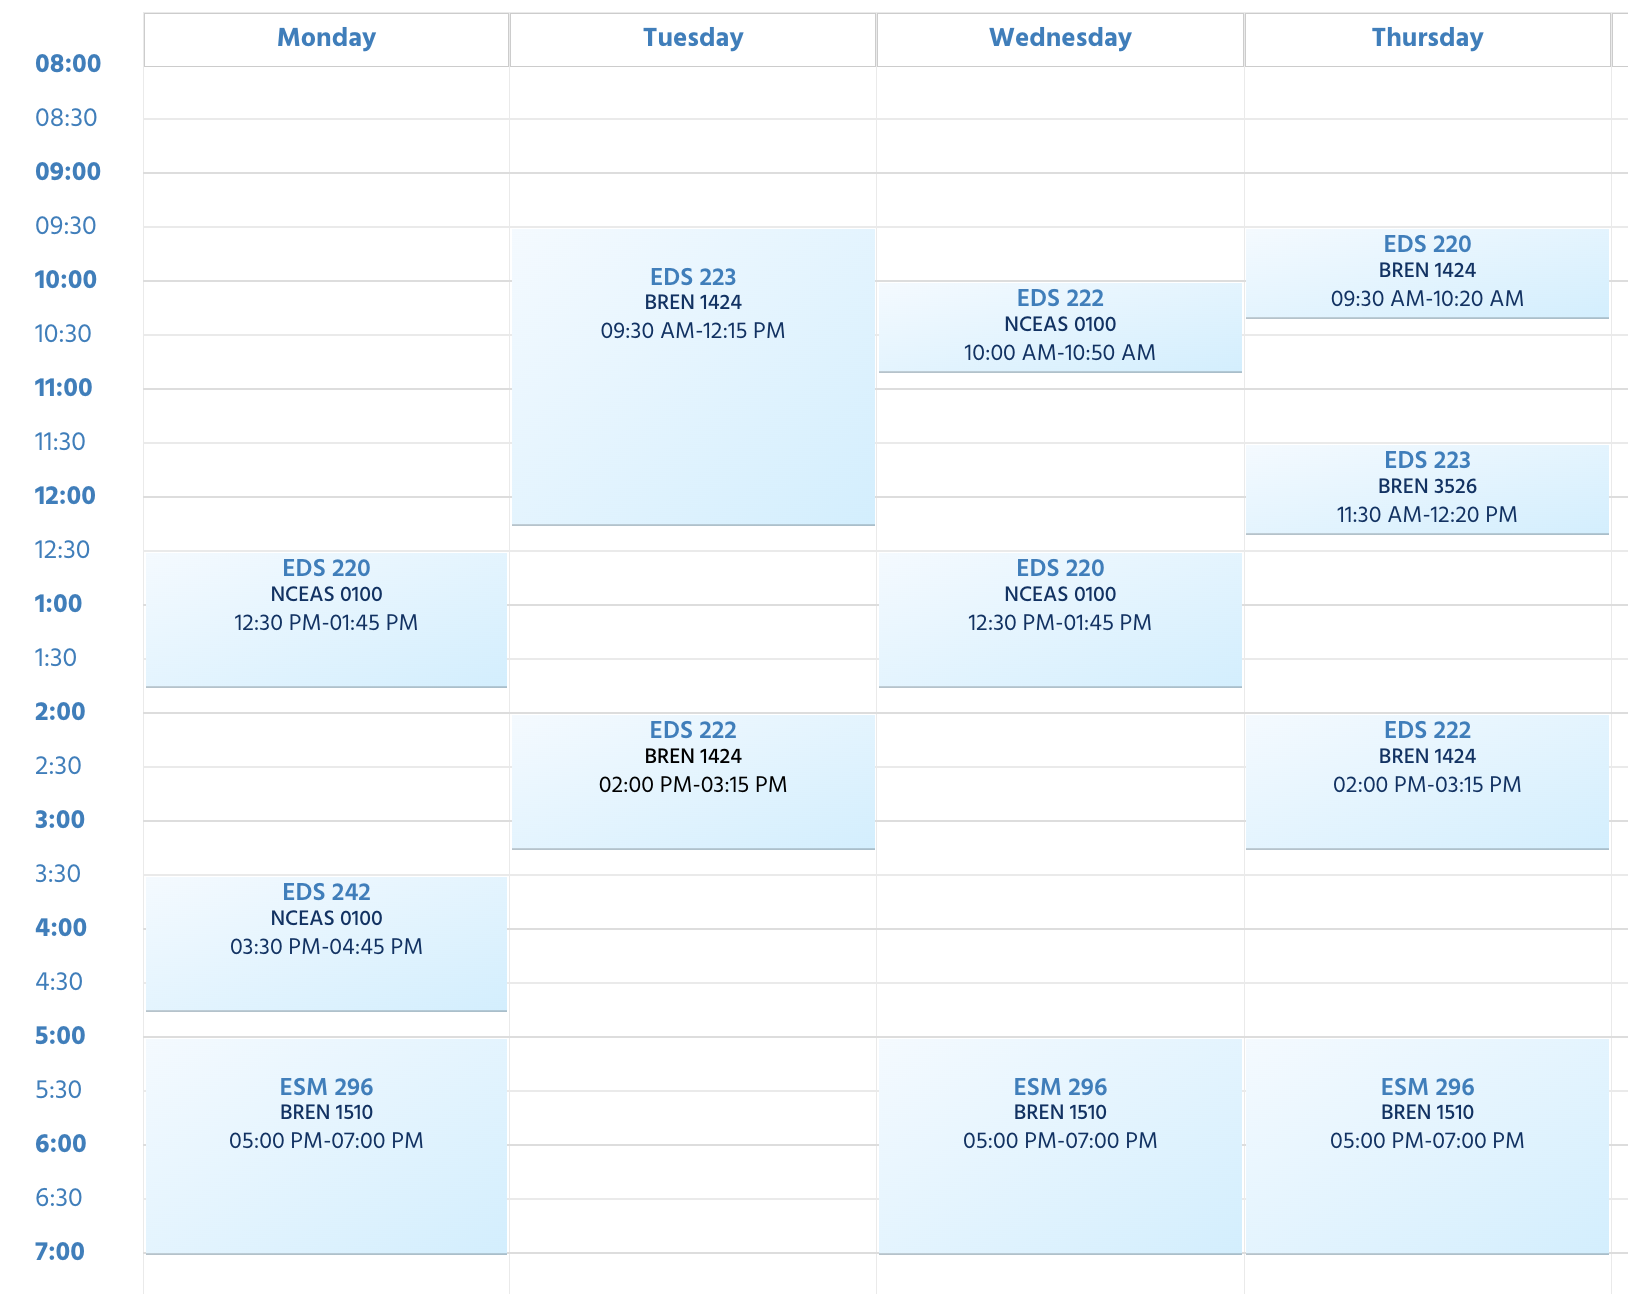 Monday
Tuesday
Wednesday
Thursday
08:00
08:30
09:00
09:30
EDS 220
BREN 1424
09:30 AM-10:20 AM
EDS 223
BREN 1424
09:30 AM-12:15 PM
10:00
EDS 222
NCEAS 0100
10:00 AM-10:50 AM
10:30
11:00
11:30
EDS 223
BREN 3526
11:30 AM-12:20 PM
12:00
12:30
EDS 220
NCEAS 0100
12:30 PM-01:45 PM
EDS 220
NCEAS 0100
12:30 PM-01:45 PM
1:00
1:30
2:00
EDS 222
BREN 1424
02:00 PM-03:15 PM
EDS 222
BREN 1424
02:00 PM-03:15 PM
2:30
3:00
3:30
EDS 242
NCEAS 0100
03:30 PM-04:45 PM
4:00
4:30
5:00
5:30
ESM 296
BREN 1510
05:00 PM-07:00 PM
ESM 296
BREN 1510
05:00 PM-07:00 PM
ESM 296
BREN 1510
05:00 PM-07:00 PM
6:00
6:30
7:00